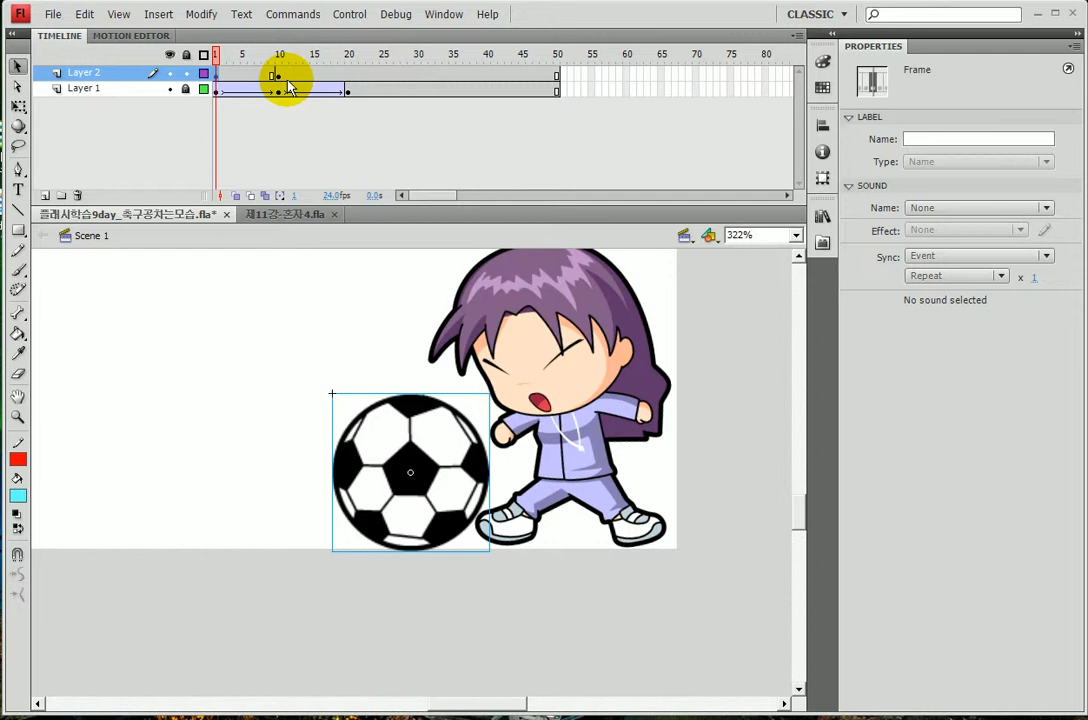 Fl File Edit View Insert Modify Text Commands Control Debug Window Help CLASSIC
TIMELINE MOTION EDITOR
1 5 10 15 20 25 30 35 40 45 50 55 60 65 70 75 80
Layer 2
Layer 1
1 24.0fps 0.0s
플래시학습9day_축구공차는모습.fla* 제11강-혼자4.fla
Scene 1 322%
PROPERTIES
Frame
LABEL
Name:
Type: Name
SOUND
Name: None
Effect: None
Sync: Event
Repeat x 1
No sound selected
T